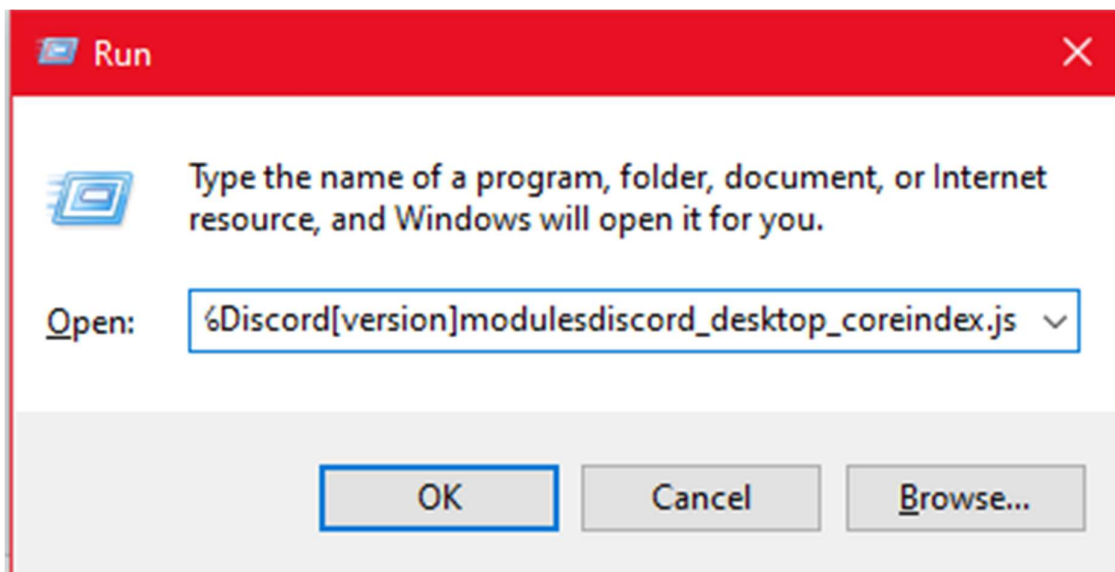 Run
Type the name of a program, folder, document, or Internet
resource, and Windows will open it for you.
Open:
Discord[version]modulesdiscord_desktop_coreindex.js
OK
Cancel
Browse...